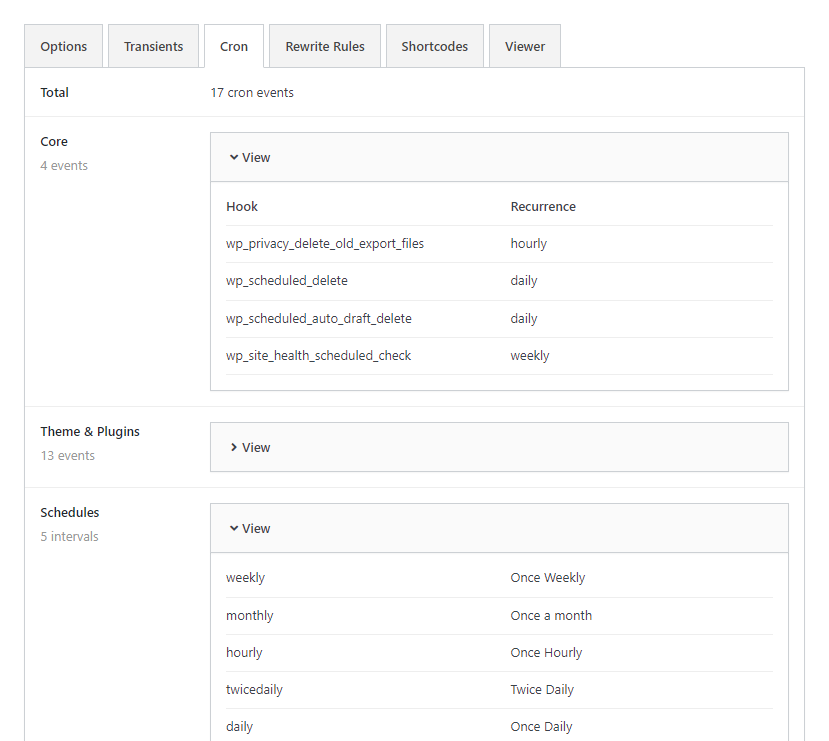 Options Transients Cron Rewrite Rules Shortcodes Viewer
Total 17 cron events
Core
4 events
View
Hook Recurrence
wp_privacy_delete_old_export_files hourly
wp_scheduled_delete daily
wp_scheduled_auto_draft_delete daily
wp_site_health_scheduled_check weekly
Theme & Plugins
13 events
View
Schedules
5 intervals
View
weekly Once Weekly
monthly Once a month
hourly Once Hourly
twicedaily Twice Daily
daily Once Daily